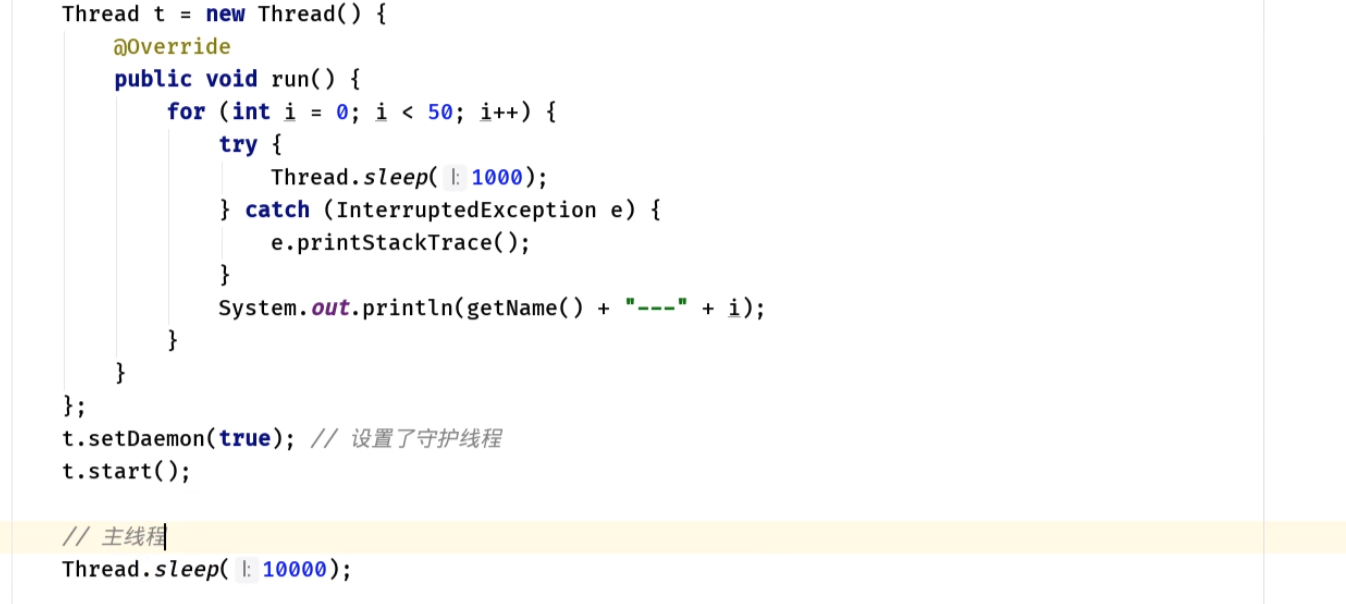 Thread t = new Thread() {
@Override
public void run() {
for (int i = 0; i < 50; i++) {
try {
Thread.sleep( l: 1000);
} catch (InterruptedException e) {
e.printStackTrace();
}
System.out.println(getName() + "---" + i);
}
}
};
t.setDaemon(true); // 设置了守护线程
t.start();
// 主线程
Thread.sleep( l: 10000);